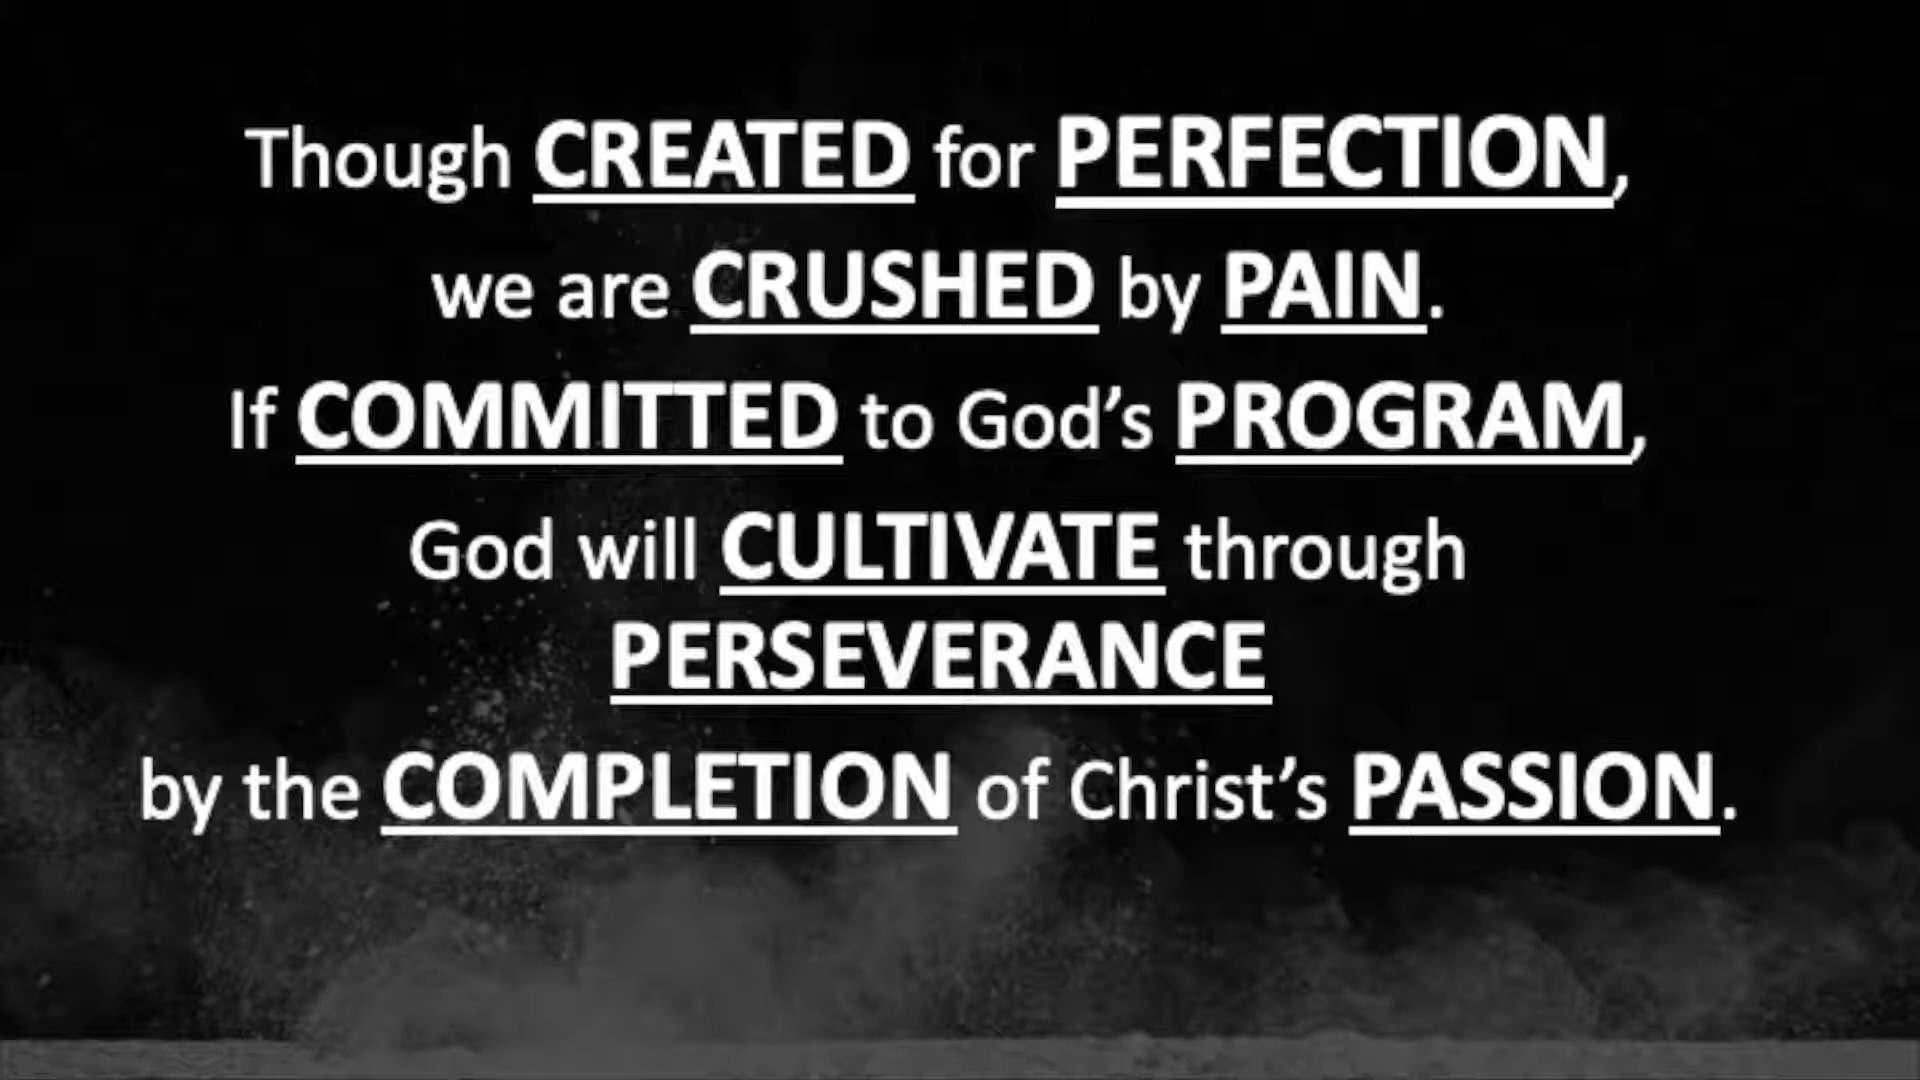 Though CREATED for PERFECTION,
we are CRUSHED by PAIN.
If COMMITTED to God’s PROGRAM,
God will CULTIVATE through
PERSEVERANCE
by the COMPLETION of Christ’s PASSION.